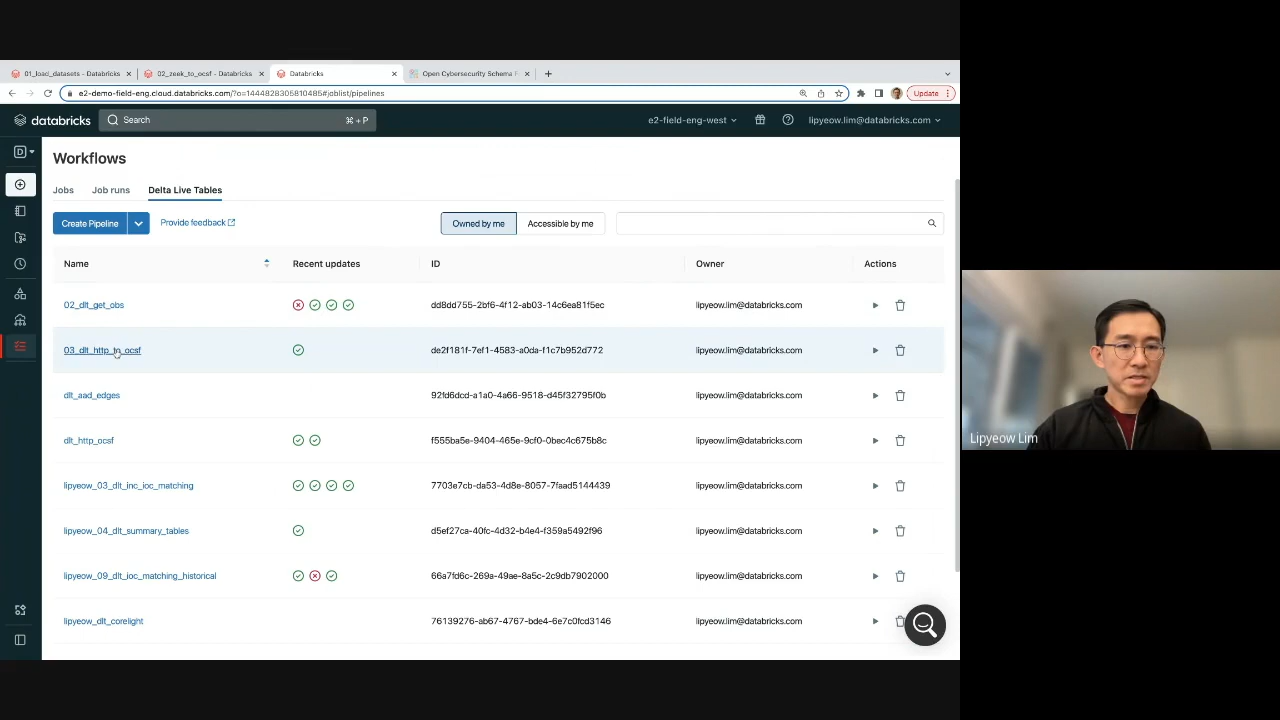 01_load_datasets - Databricks
02_zeek_to_ocsf - Databricks
Databricks
Open Cybersecurity Schema F
e2-demo-field-eng.cloud.databricks.com/?o=1444828305810485#joblist/pipelines
Update
databricks
Search
⌘ + P
e2-field-eng-west
lipyeow.lim@databricks.com
D
Workflows
Jobs
Job runs
Delta Live Tables
Create Pipeline
Provide feedback
Owned by me
Accessible by me
Name
Recent updates
ID
Owner
Actions
02_dlt_get_obs
dd8dd755-2bf6-4f12-ab03-14c6ea81f5ec
lipyeow.lim@databricks.com
03_dlt_http_to_ocsf
de2f181f-7ef1-4583-a0da-f1c7b952d772
lipyeow.lim@databricks.com
dlt_aad_edges
92fd6dcd-a1a0-4a66-9518-d45f32795f0b
lipyeow.lim@databricks.com
dlt_http_ocsf
f555ba5e-9404-465e-9cf0-0bec4c675b8c
lipyeow.lim@databricks.com
lipyeow_03_dlt_inc_ioc_matching
7703e7cb-da53-4d8e-8057-7faad5144439
lipyeow.lim@databricks.com
lipyeow_04_dlt_summary_tables
d5ef27ca-40fc-4d32-b4e4-f359a5492f96
lipyeow.lim@databricks.com
lipyeow_09_dlt_ioc_matching_historical
66a7fd6c-269a-49ae-8a5c-2c9db7902000
lipyeow.lim@databricks.com
lipyeow_dlt_corelight
76139276-ab67-4767-bde4-6e7c0fcd3146
lipyeow.lim@databricks.com
Lipyeow Lim